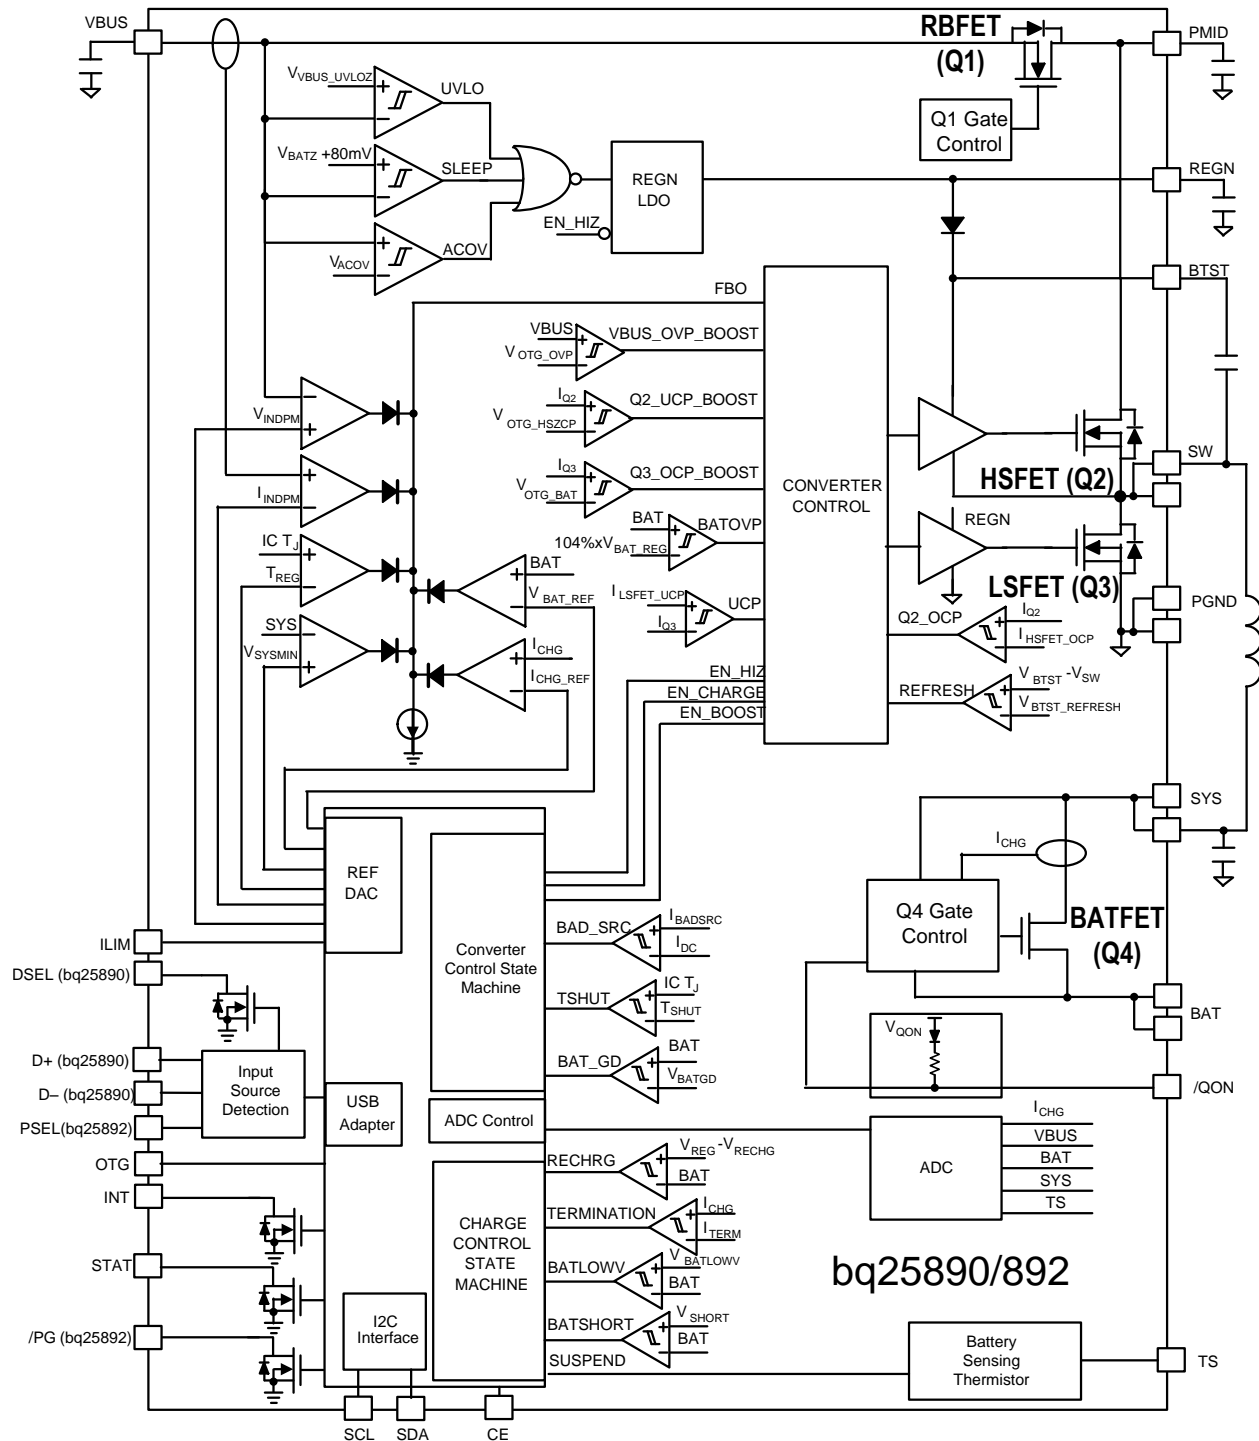 VBUS
RBFET
(Q1)
PMID
V_VBUS_UVLOZ
UVLO
Q1 Gate
Control
V_BATZ +80mV
SLEEP
REGN
LDO
REGN
EN_HIZ
ACOV
V_ACOV
BTST
FBO
VBUS
VBUS_OVP_BOOST
V_OTG_OVP
I_Q2
Q2_UCP_BOOST
V_OTG_HSZCP
V_INDPM
I_Q3
Q3_OCP_BOOST
V_OTG_BAT
I_INDPM
CONVERTER
CONTROL
HSFET (Q2)
SW
BAT
BATOVP
104%xV_BAT_REG
REGN
IC T_J
T_REG
BAT
V_BAT_REF
I_LSFET_UCP
UCP
I_Q3
LSFET (Q3)
PGND
Q2_OCP
I_Q2
I_HSFET_OCP
SYS
V_SYSMIN
I_CHG
I_CHG_REF
EN_HIZ
EN_CHARGE
EN_BOOST
REFRESH
V_BTST -V_SW
V_BTST_REFRESH
SYS
I_CHG
REF
DAC
Q4 Gate
Control
BATFET
(Q4)
ILIM
Converter
Control State
Machine
BAD_SRC
I_BADSRC
I_DC
DSEL (bq25890)
TSHUT
IC T_J
T_SHUT
BAT
V_QON
D+ (bq25890)
D– (bq25890)
PSEL(bq25892)
Input
Source
Detection
USB
Adapter
BAT_GD
BAT
V_BATGD
/QON
ADC Control
ADC
I_CHG
VBUS
BAT
SYS
TS
OTG
RECHRG
V_REG -V_RECHG
BAT
INT
CHARGE
CONTROL
STATE
MACHINE
TERMINATION
I_CHG
I_TERM
STAT
BATLOWV
V_BATLOWV
BAT
bq25890/892
/PG (bq25892)
I2C
Interface
BATSHORT
V_SHORT
BAT
SUSPEND
Battery
Sensing
Thermistor
TS
SCL
SDA
CE